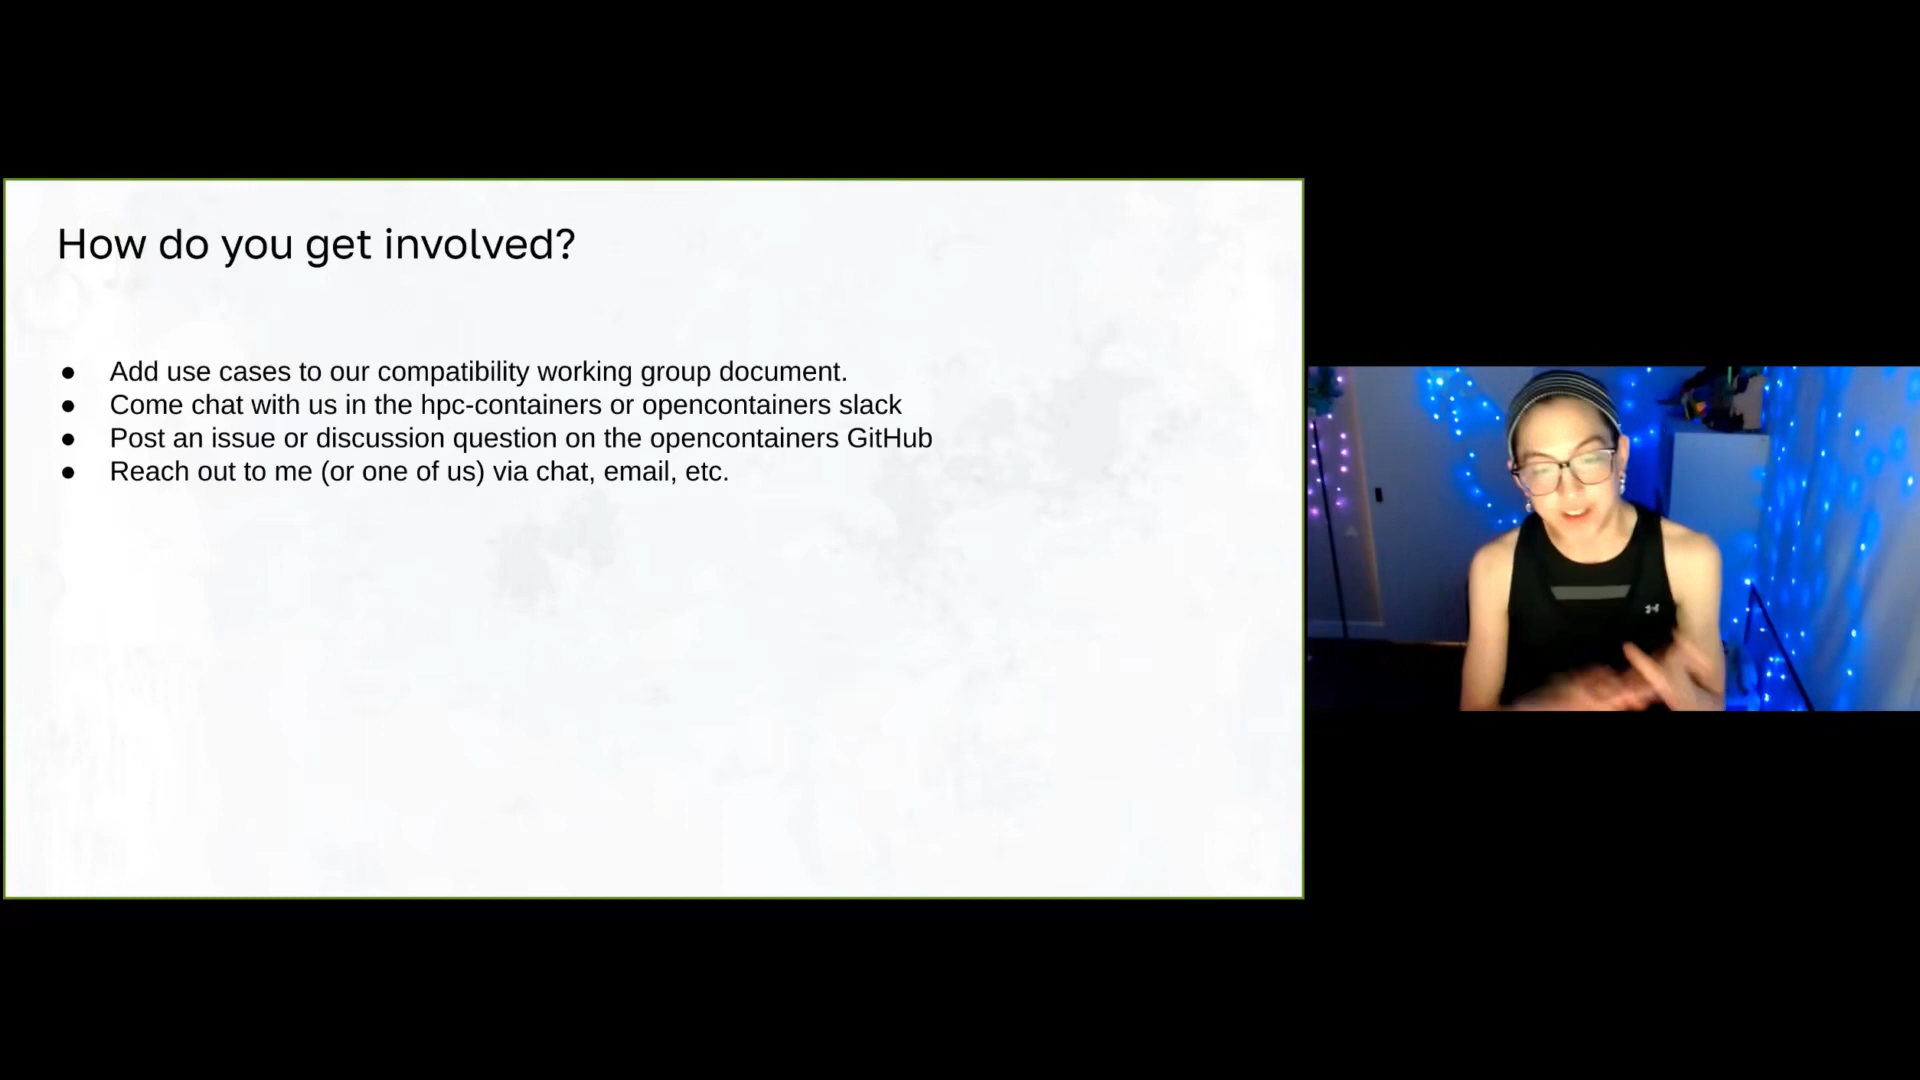 How do you get involved?
● Add use cases to our compatibility working group document.
● Come chat with us in the hpc-containers or opencontainers slack
● Post an issue or discussion question on the opencontainers GitHub
● Reach out to me (or one of us) via chat, email, etc.